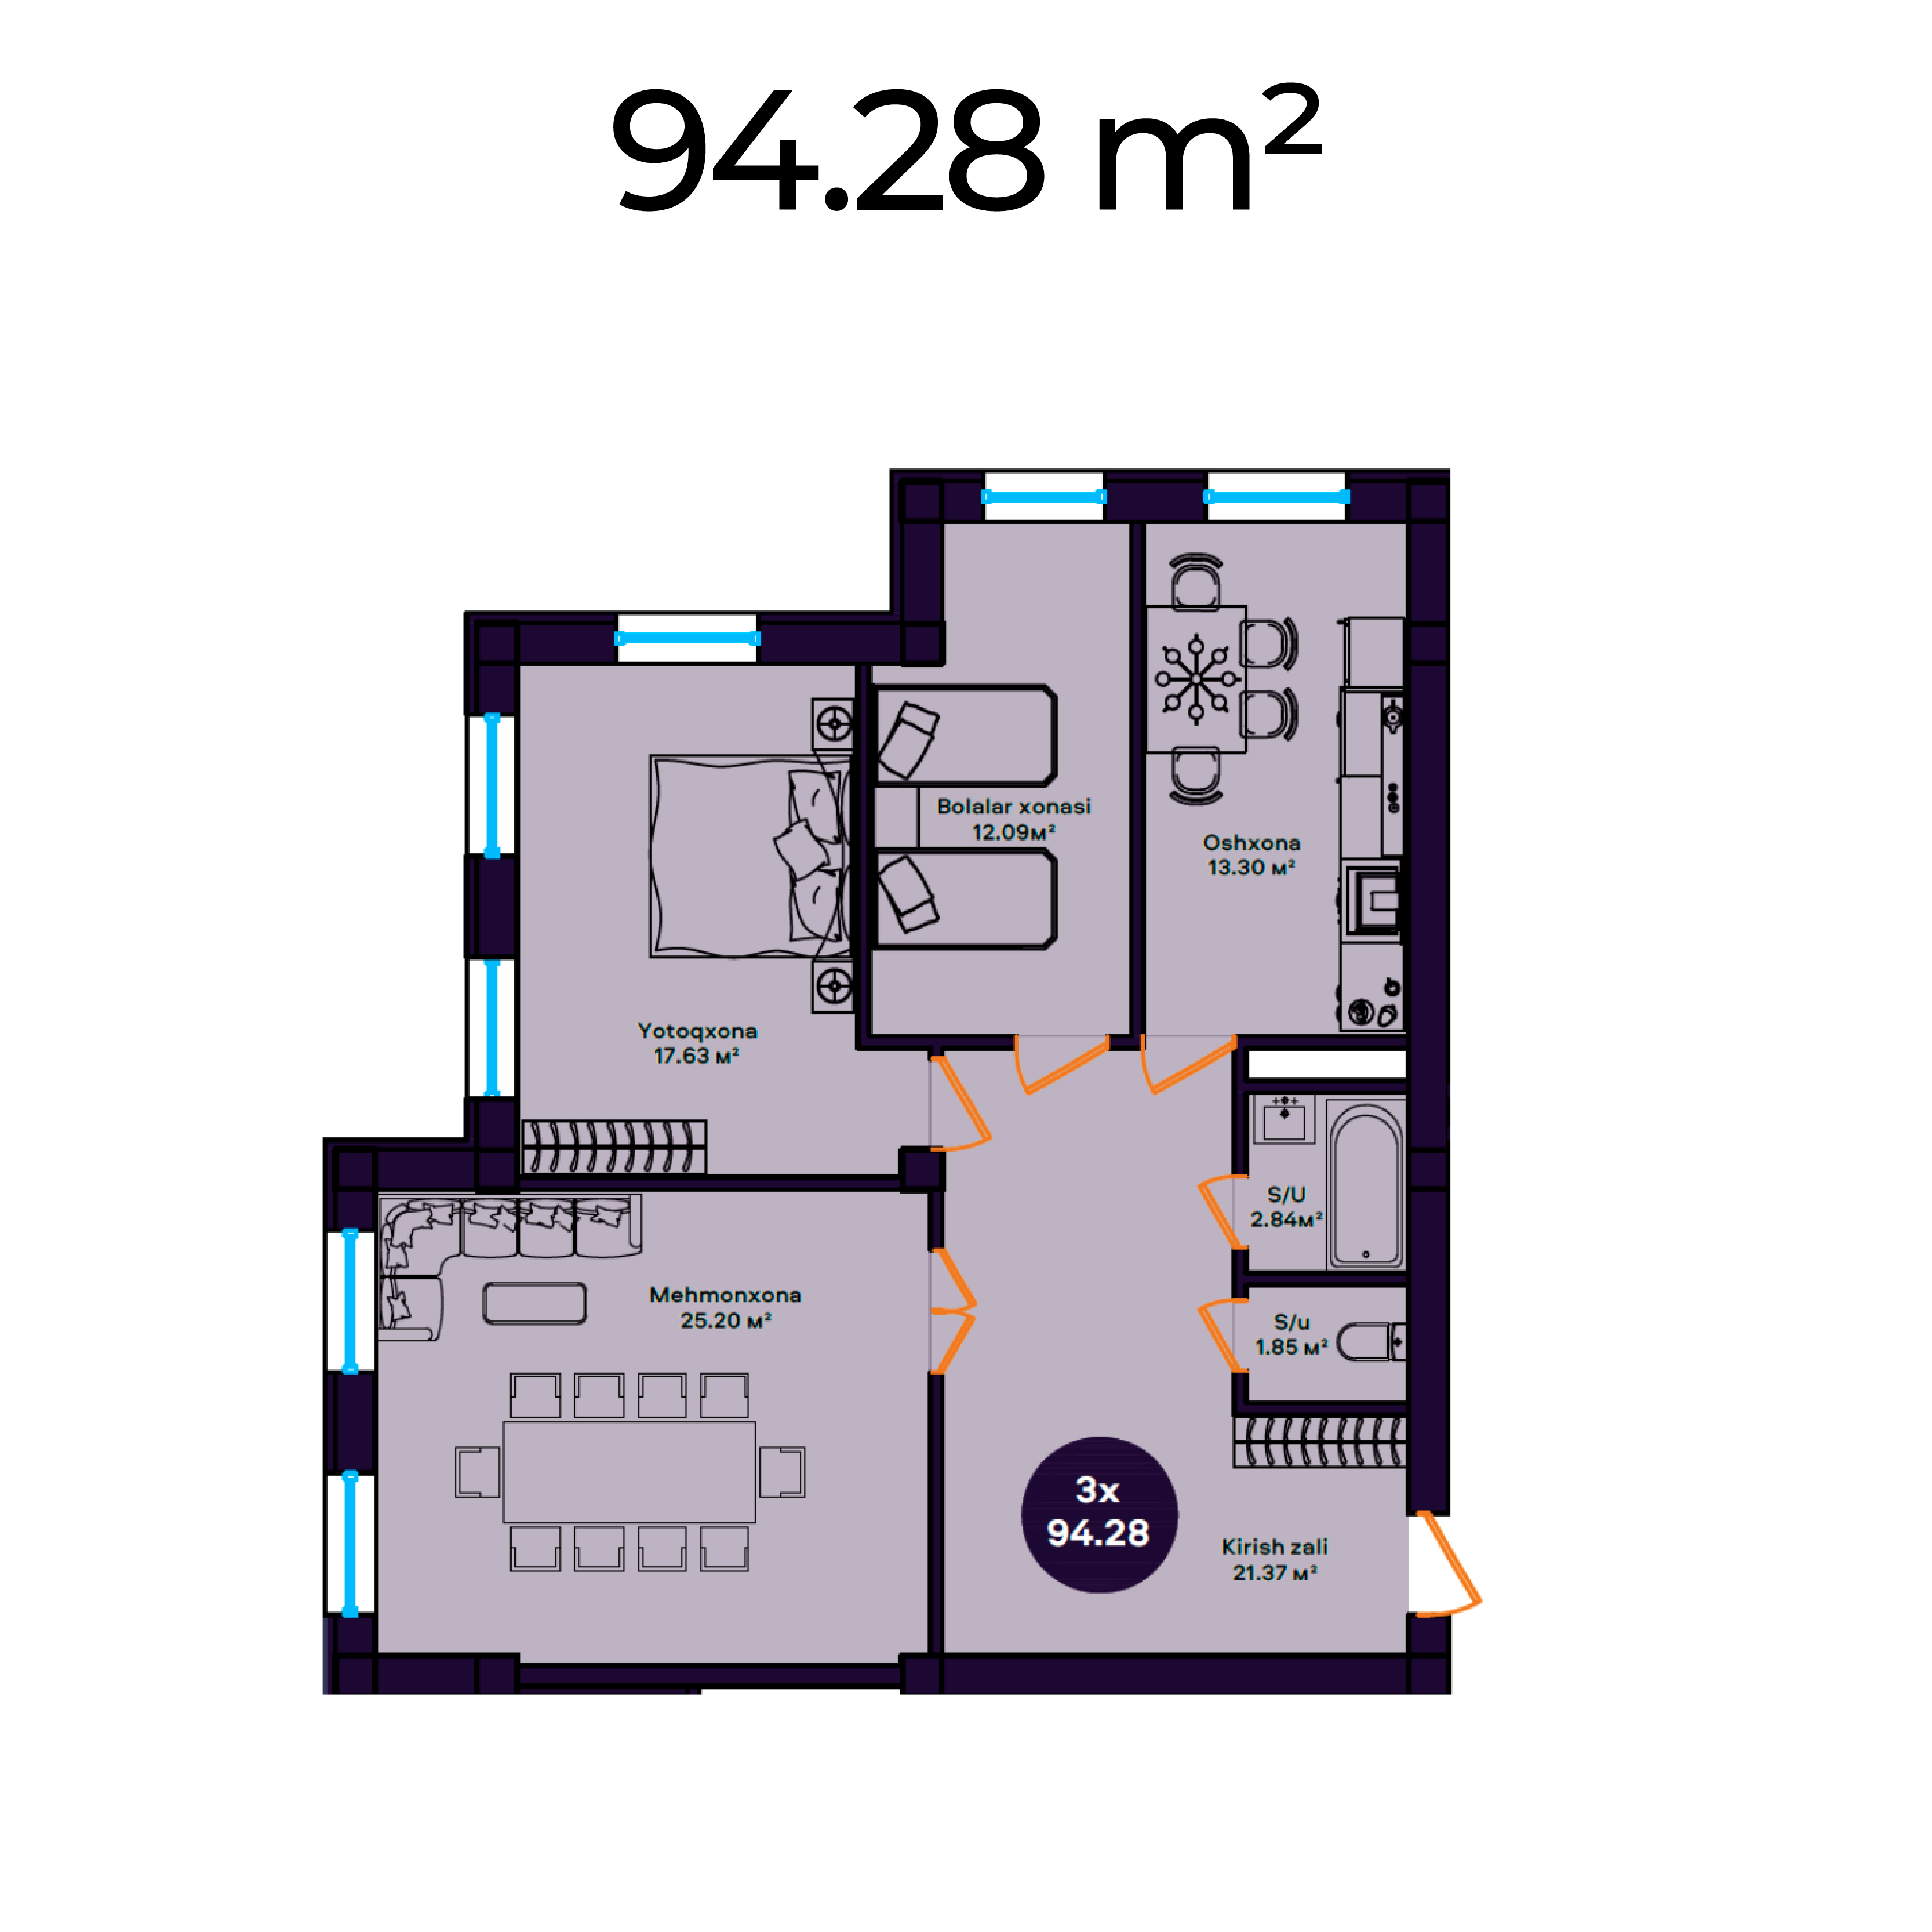 94.28 m²
Bolalar xonasi
12.09м²
Oshxona
13.30 м²
Yotoqxona
17.63 м²
S/U
2.84м²
Mehmonxona
25.20 м²
S/u
1.85 м²
3x
94.28
Kirish zali
21.37 м²